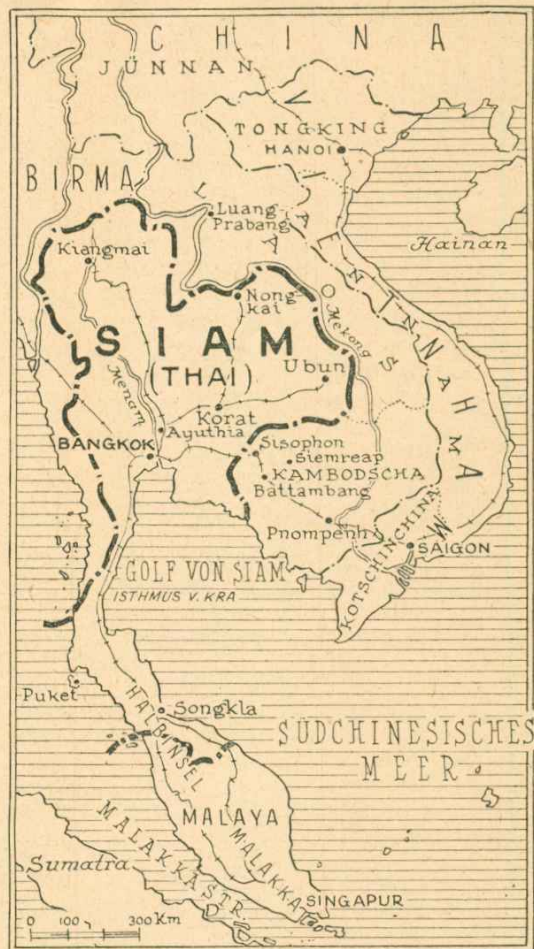 CHINA
JÜNNAN
TONGKING
HANOI
BIRMA
Luang
Prabang
Hainan
Kiangmai
LAOS
Nong-
kai
Mekong
SIAM
(THAI)
Menam
Ubun
Korat
Ayuthia
BANGKOK
Sisophon
Siemreap
KAMBODSCHA
Battambang
Pnompenh
KOTSCHINCHINA
SAIGON
GOLF VON SIAM
ISTHMUS V. KRA
Puket
Songkla
HALBINSEL
MALAKKA
SÜDCHINESISCHES
MEER
MALAYA
MALAKKASTR.
Sumatra
SINGAPUR
0 100 300 Km